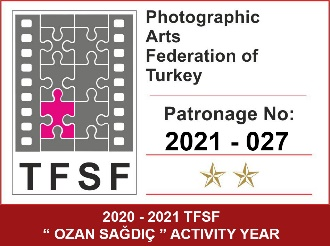 Photographic
Arts
Federation of
Turkey
TFSF
Patronage No:
2021 - 027
2020 - 2021 TFSF
“ OZAN SAĞDIÇ ” ACTIVITY YEAR